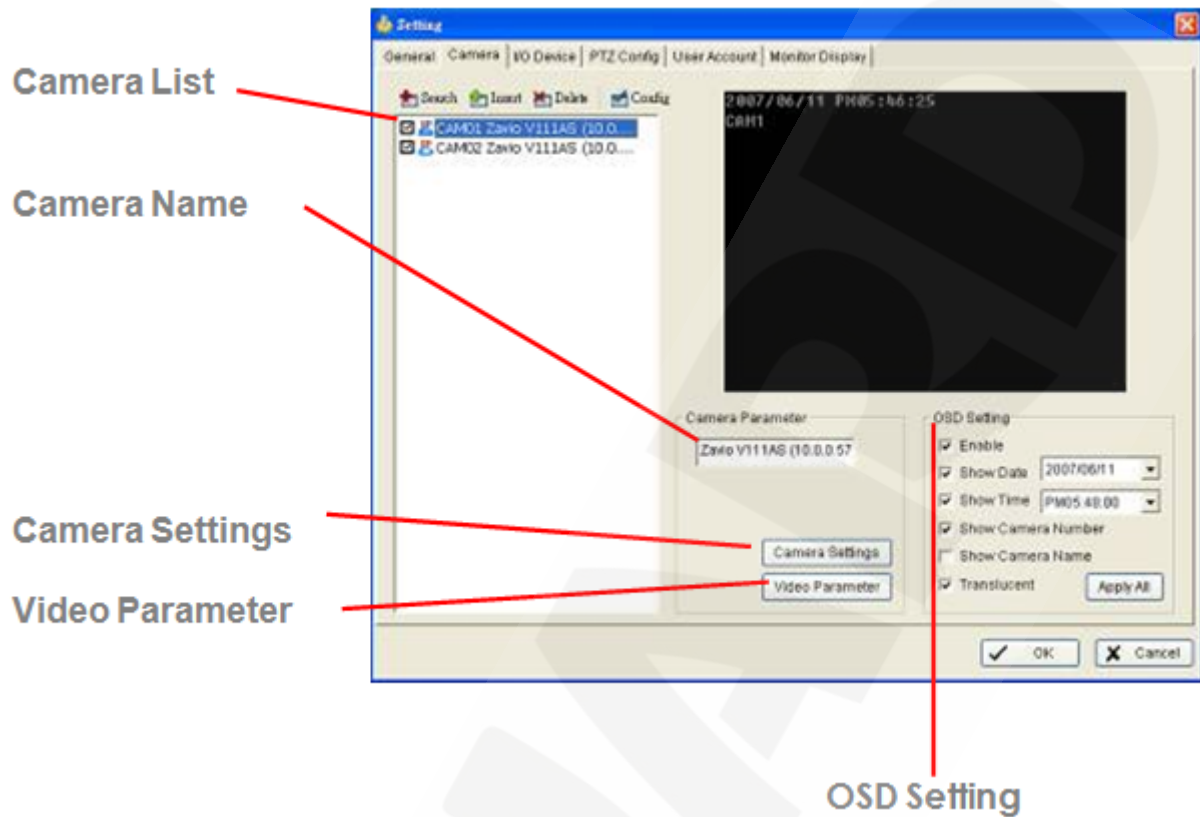 Setting
General Camera I/O Device PTZ Config User Account Monitor Display
Camera List
Search Insert Delete Config
CAM01 Zavio V111AS (10.0....
CAM02 Zavio V111AS (10.0....
2007/06/11 PM05:46:25
CAM1
Camera Name
Camera Parameter
Zavio V111AS (10.0.0.57
OSD Setting
Enable
Show Date 2007/06/11
Show Time PM05:48:00
Show Camera Number
Show Camera Name
Translucent Apply All
Camera Settings
Camera Settings
Video Parameter
Video Parameter
OK Cancel
OSD Setting